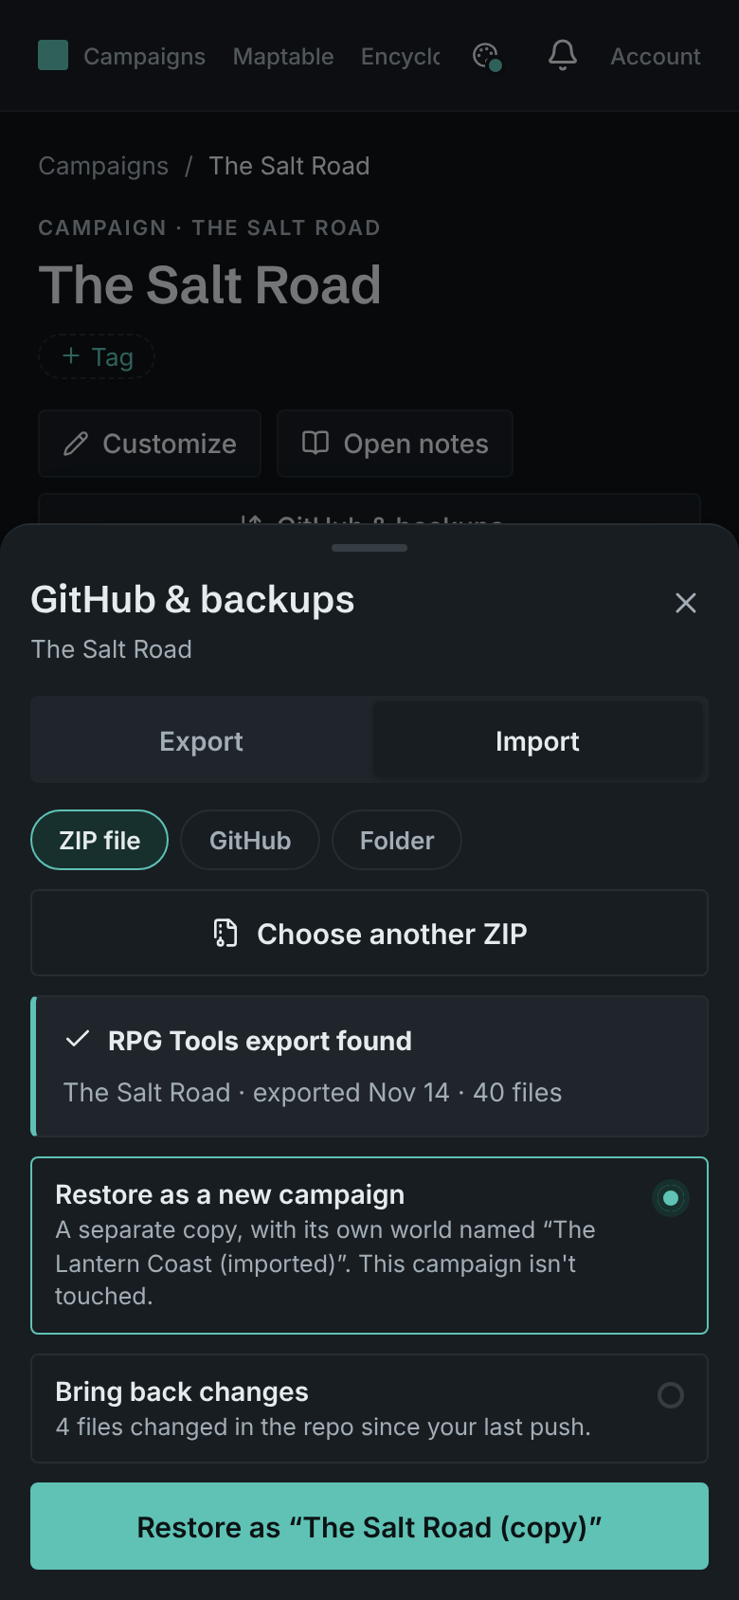 Campaigns Maptable Encycl Account
Campaigns / The Salt Road
CAMPAIGN · THE SALT ROAD
The Salt Road
+ Tag
Customize Open notes
GitHub & backups
GitHub & backups
The Salt Road
Export Import
ZIP file GitHub Folder
Choose another ZIP
RPG Tools export found
The Salt Road · exported Nov 14 · 40 files
Restore as a new campaign
A separate copy, with its own world named “The
Lantern Coast (imported)”. This campaign isn't
touched.
Bring back changes
4 files changed in the repo since your last push.
Restore as “The Salt Road (copy)”